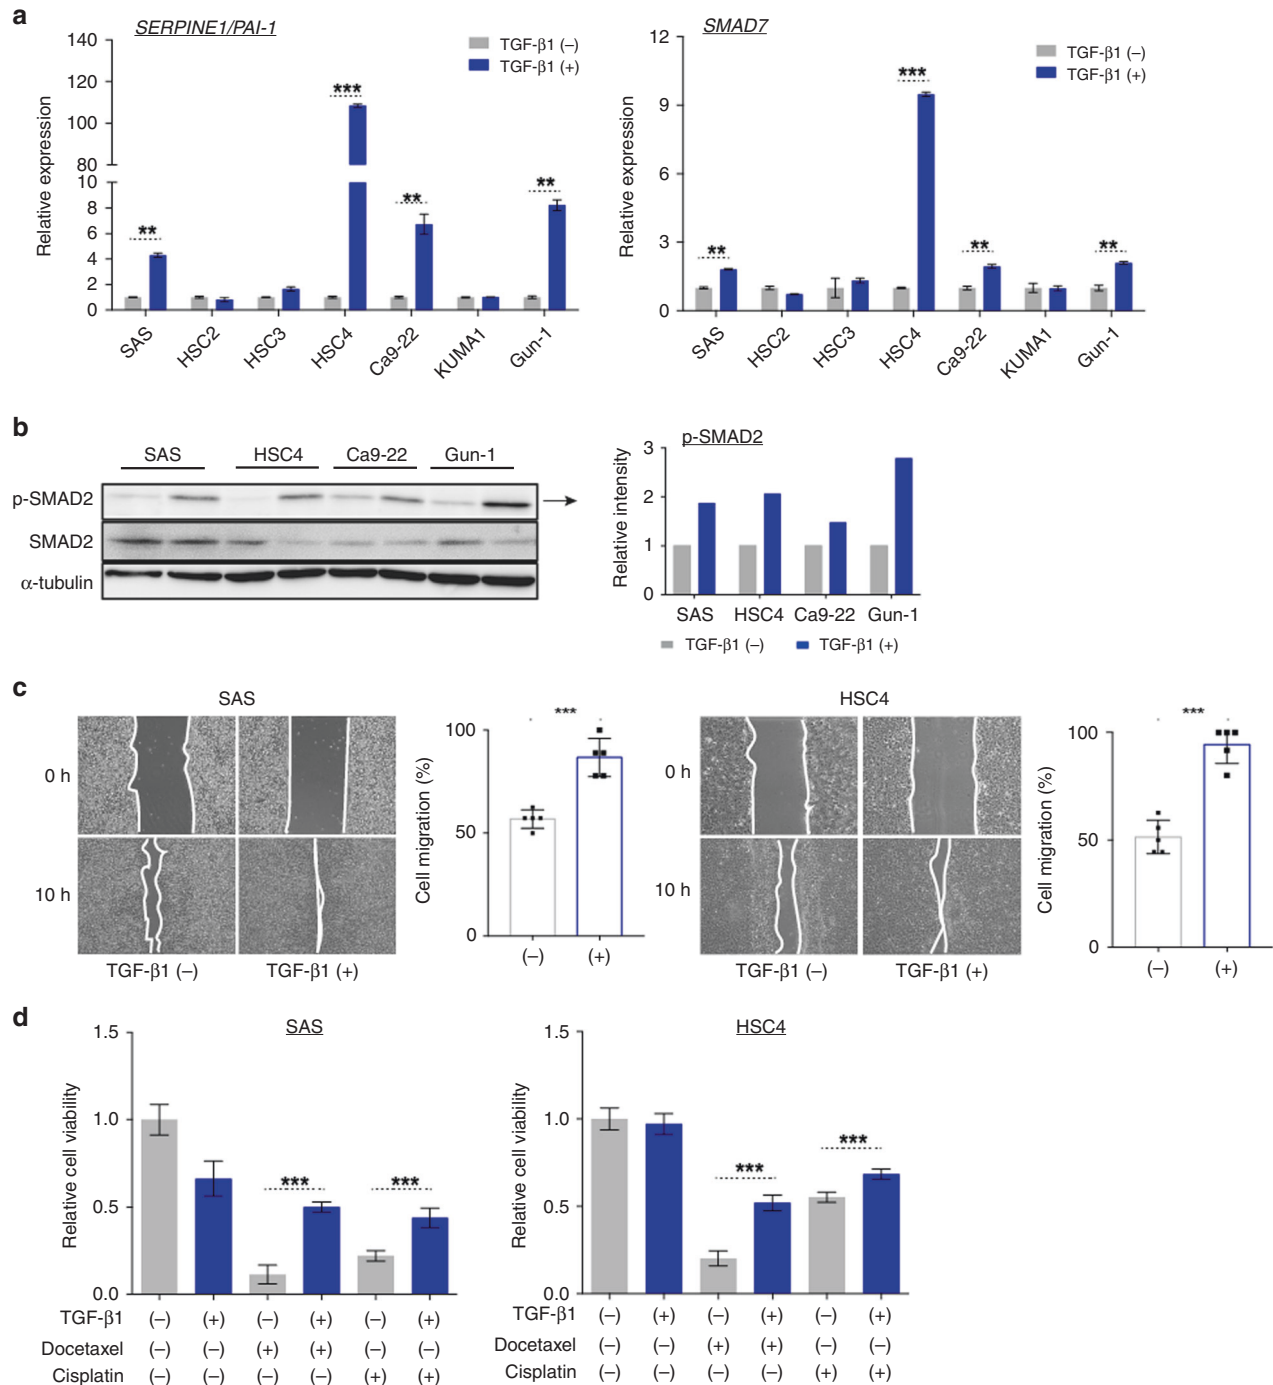 a
SERPINE1/PAI-1
TGF-β1 (–)
TGF-β1 (+)
Relative expression
140
120
100
80
10
8
6
4
2
0
***
**
**
**
SAS
HSC2
HSC3
HSC4
Ca9-22
KUMA1
Gun-1
SMAD7
TGF-β1 (–)
TGF-β1 (+)
Relative expression
12
9
6
3
0
**
***
**
**
SAS
HSC2
HSC3
HSC4
Ca9-22
KUMA1
Gun-1
b
SAS HSC4 Ca9-22 Gun-1
p-SMAD2
SMAD2
α-tubulin
p-SMAD2
Relative intensity
3
2
1
0
SAS HSC4 Ca9-22 Gun-1
TGF-β1 (–) TGF-β1 (+)
c
SAS
0 h
10 h
TGF-β1 (–) TGF-β1 (+)
Cell migration (%)
100
50
0
***
(–) (+)
HSC4
0 h
10 h
TGF-β1 (–) TGF-β1 (+)
Cell migration (%)
100
50
0
***
(–) (+)
d
SAS
Relative cell viability
1.5
1.0
0.5
0.0
*** ***
TGF-β1 (–) (+) (–) (+) (–) (+)
Docetaxel (–) (–) (+) (+) (–) (–)
Cisplatin (–) (–) (–) (–) (+) (+)
HSC4
Relative cell viability
1.5
1.0
0.5
0.0
*** ***
TGF-β1 (–) (+) (–) (+) (–) (+)
Docetaxel (–) (–) (+) (+) (–) (–)
Cisplatin (–) (–) (–) (–) (+) (+)